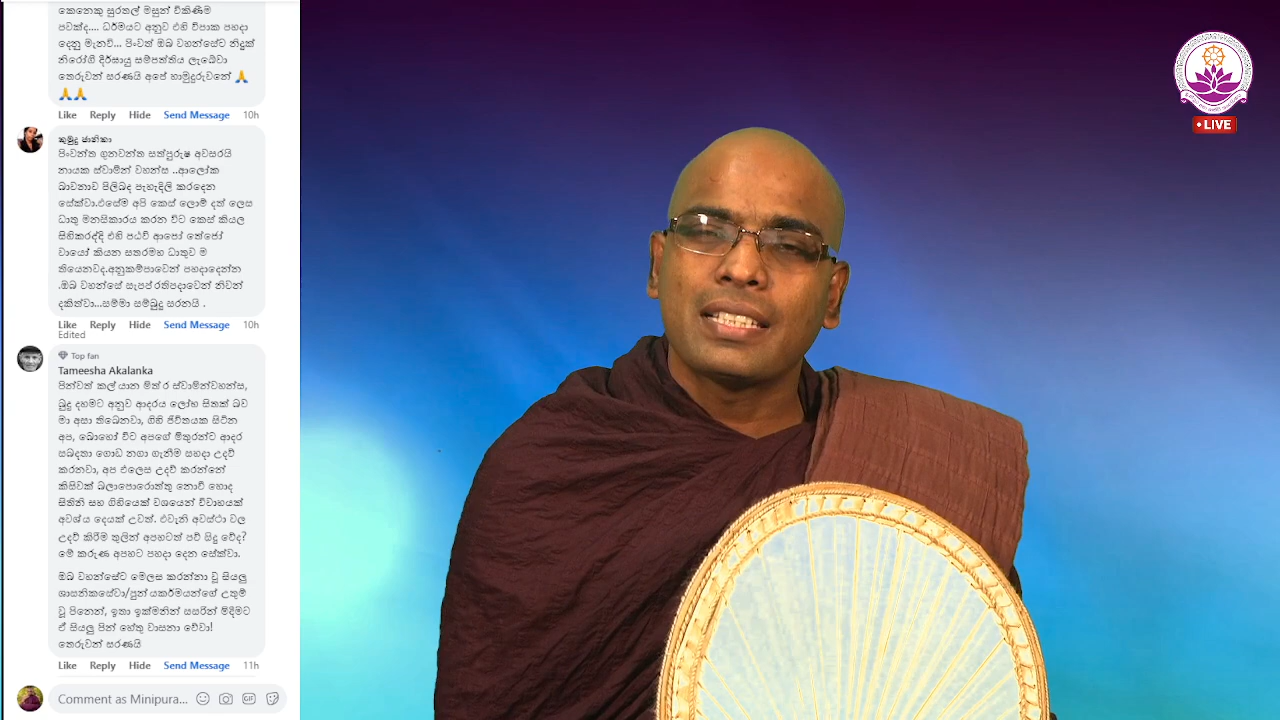 කෙනෙකු සුරතල් මසුන් විකිණීම
පවක්ද.... ධර්මයට අනුව එහි විපාක පහදා
දෙනු මැනවි... පිංවත් ඔබ වහන්සේට නිදුක්
නිරෝගි දීර්ඝායු සම්පත්තිය ලැබේවා
තෙරුවන් සරණයි අපේ හාමුදුරුවනේ 🙏
🙏🙏
Like Reply Hide Send Message 10h
කුමුදු ජානිකා
පිංවන්ත ගුනවන්ත සත්පුරුෂ අවසරයි
නායක ස්වාමීන් වහන්ස ..ආලෝක
බාවනාව පිලිබද පැහැදිලි කරදෙන
සේක්වා.එසේම අපි කෙස් ලොම් දත් ලෙස
ධාතු මනසිකාරය කරන විට කෙස් කියල
සිහිකරද්දි එහි පඨවි ආපෝ තේජෝ
වායෝ කියන සතරමහ ධාතුව ම
තියෙනවද.අනුකම්පාවෙන් පහදාදෙන්න
.ඔබ වහන්සේ සැපප්‍රතිපදාවෙන් නිවන්
දකිත්වා...සම්මා සම්බුදු සරනයි .
Like Reply Hide Send Message 10h
Edited
Top fan
Tameesha Akalanka
පින්වත් කල්‍යාන මිත්‍ර ස්වාමින්වහන්ස,
බුදු දහමට අනුව ආදරය ලෝභ සිතක් බව
මා අසා තිබෙනවා, ගිහි ජීවිතයක සිටින
අප, බොහෝ විට අපගේ මිතුරන්ට ආදර
සබදතා ගොඩ නගා ගැනීම සහදා උදව්
කරනවා, අප එලෙස උදව් කරන්නේ
කිසිවක් බලාපොරොත්තු නොවී හොද
සිතිනි සහ ගිහියෙක් වශයෙන් විවාහයක්
අවශ්‍ය දෙයක් උවත්. එවැනි අවස්ථා වල
උදව් කිරීම තුලින් අපහටත් පව් සිදු වේද?
මේ කරුණ අපහට පහදා දෙන සේක්වා.
ඔබ වහන්සේට මෙලස කරන්නා වූ සියලු
ශාසනිකසේවා/පුන්‍යකර්මයන්ගේ උතුම්
වූ පිනෙන්, ඉතා ඉක්මනින් සසරින් මිදීමට
ඒ සියලු පින් හේතු වාසනා වේවා!
තෙරුවන් සරණයි
Like Reply Hide Send Message 11h
Comment as Minipura...
LIVE